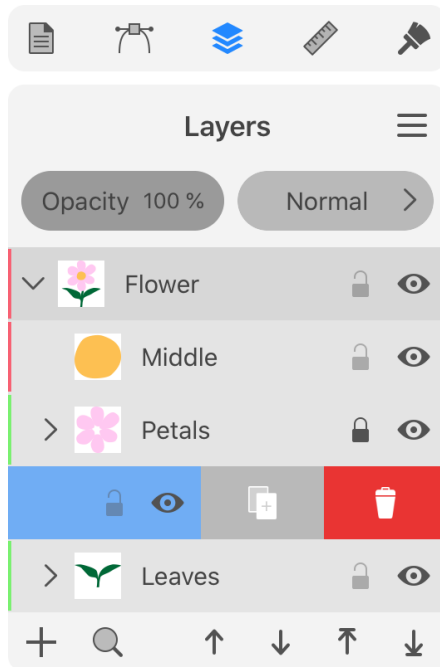 Layers
Opacity 100 %
Normal
Flower
Middle
Petals
Leaves